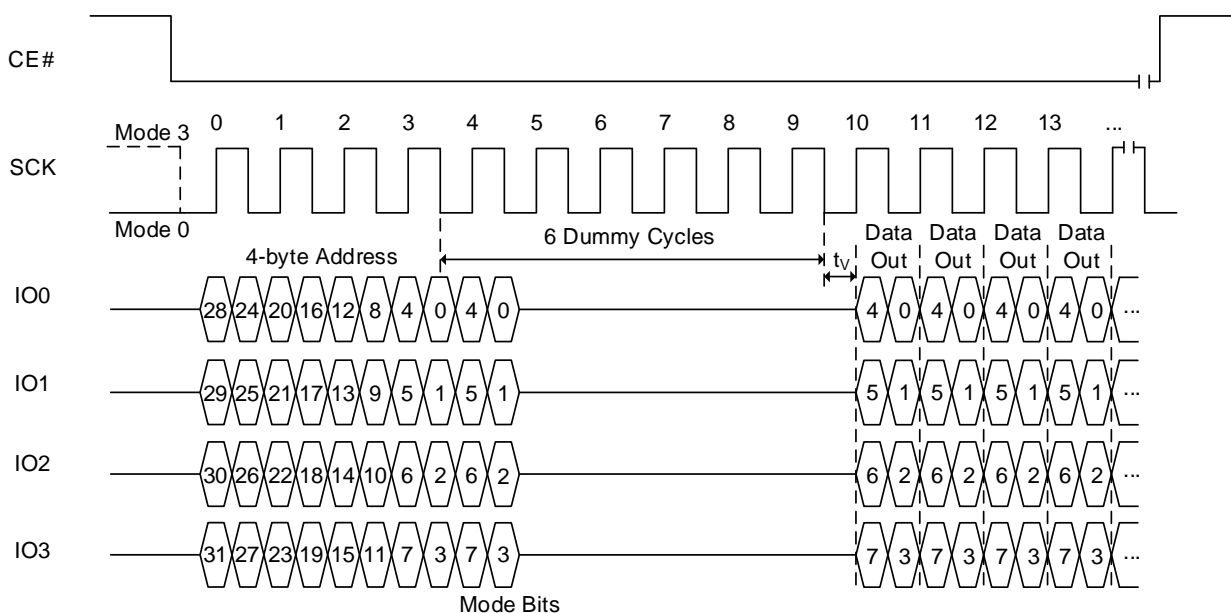 CE#
Mode 3 0 1 2 3 4 5 6 7 8 9 10 11 12 13 ...
SCK
Mode 0
6 Dummy Cycles
Data Data Data Data
4-byte Address
tV Out Out Out Out
IO0 28 24 20 16 12 8 4 0 4 0 4 0 4 0 4 0 4 0 ...
IO1 29 25 21 17 13 9 5 1 5 1 5 1 5 1 5 1 5 1 ...
IO2 30 26 22 18 14 10 6 2 6 2 6 2 6 2 6 2 6 2 ...
IO3 31 27 23 19 15 11 7 3 7 3 7 3 7 3 7 3 7 3 ...
Mode Bits